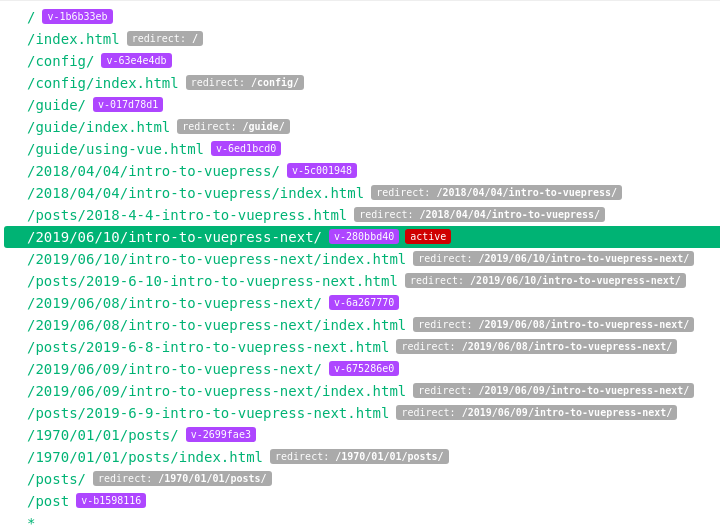 / v-1b6b33eb
/index.html redirect: /
/config/ v-63e4e4db
/config/index.html redirect: /config/
/guide/ v-017d78d1
/guide/index.html redirect: /guide/
/guide/using-vue.html v-6ed1bcd0
/2018/04/04/intro-to-vuepress/ v-5c001948
/2018/04/04/intro-to-vuepress/index.html redirect: /2018/04/04/intro-to-vuepress/
/posts/2018-4-4-intro-to-vuepress.html redirect: /2018/04/04/intro-to-vuepress/
/2019/06/10/intro-to-vuepress-next/ v-280bbd40 active
/2019/06/10/intro-to-vuepress-next/index.html redirect: /2019/06/10/intro-to-vuepress-next/
/posts/2019-6-10-intro-to-vuepress-next.html redirect: /2019/06/10/intro-to-vuepress-next/
/2019/06/08/intro-to-vuepress-next/ v-6a267770
/2019/06/08/intro-to-vuepress-next/index.html redirect: /2019/06/08/intro-to-vuepress-next/
/posts/2019-6-8-intro-to-vuepress-next.html redirect: /2019/06/08/intro-to-vuepress-next/
/2019/06/09/intro-to-vuepress-next/ v-675286e0
/2019/06/09/intro-to-vuepress-next/index.html redirect: /2019/06/09/intro-to-vuepress-next/
/posts/2019-6-9-intro-to-vuepress-next.html redirect: /2019/06/09/intro-to-vuepress-next/
/1970/01/01/posts/ v-2699fae3
/1970/01/01/posts/index.html redirect: /1970/01/01/posts/
/posts/ redirect: /1970/01/01/posts/
/post v-b1598116
*